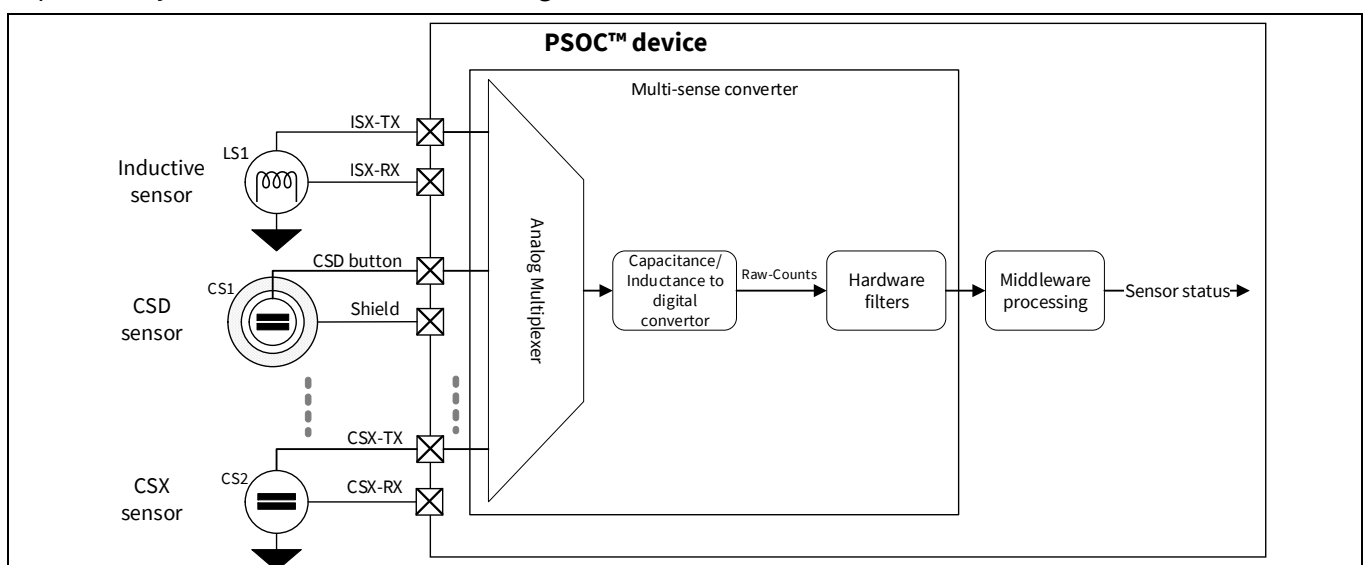 PSOC™ device
Multi-sense converter
ISX-TX
LS1
ISX-RX
Inductive
sensor
CSD button
CS1
Shield
CSD
sensor
Analog Multiplexer
Capacitance/
Inductance to
digital
convertor
Raw-Counts
Hardware
filters
Middleware
processing
Sensor status
CSX-TX
CS2
CSX-RX
CSX
sensor